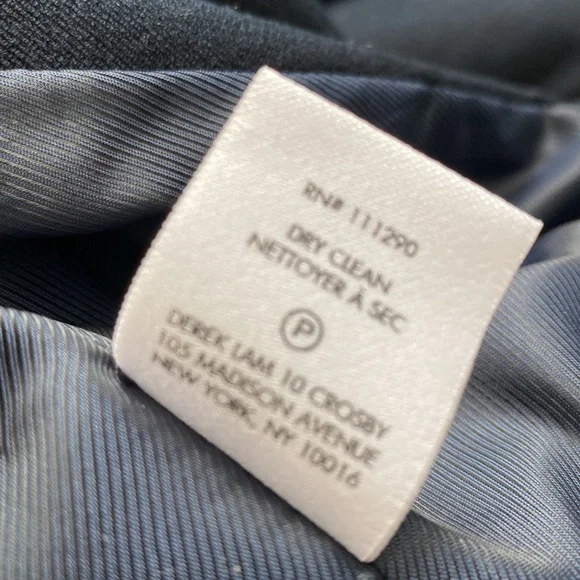 RN# 111290
DRY CLEAN
NETTOYER À SEC
P
DEREK LAM 10 CROSBY
105 MADISON AVENUE
NEW YORK, NY 10016